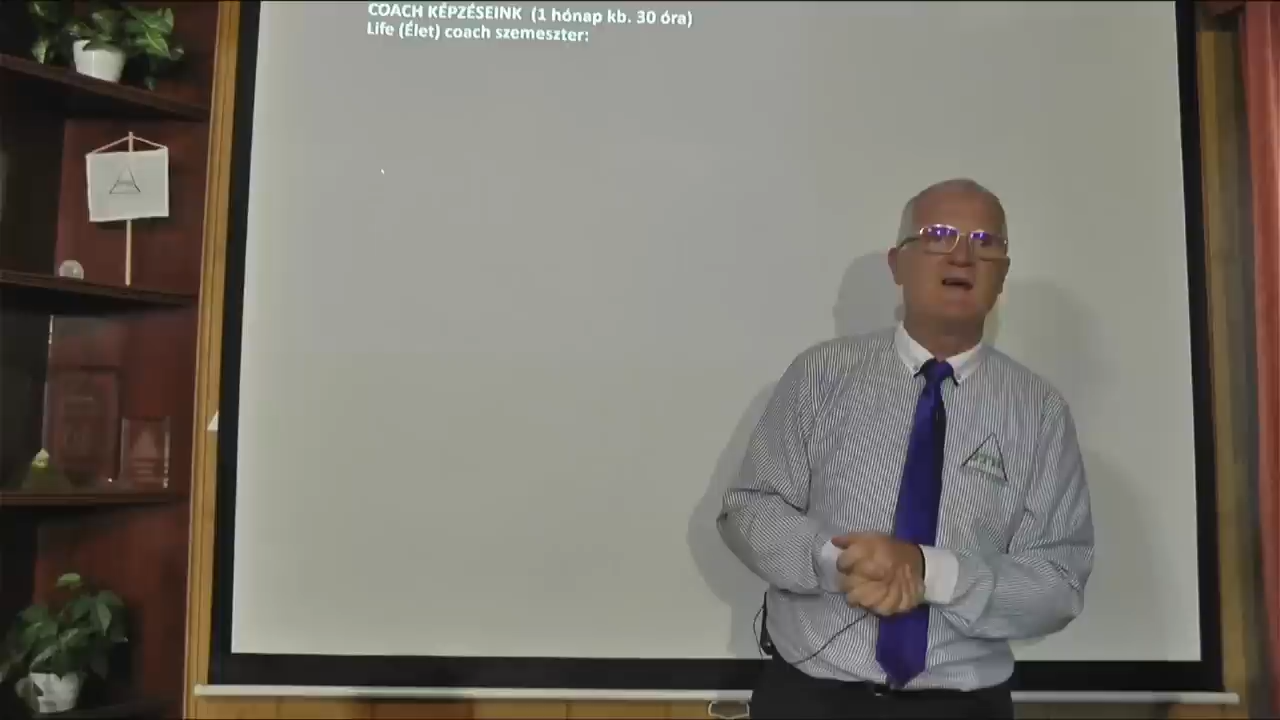 COACH KÉPZÉSEINK (1 hónap kb. 30 óra)
Life (Élet) coach szemeszter: